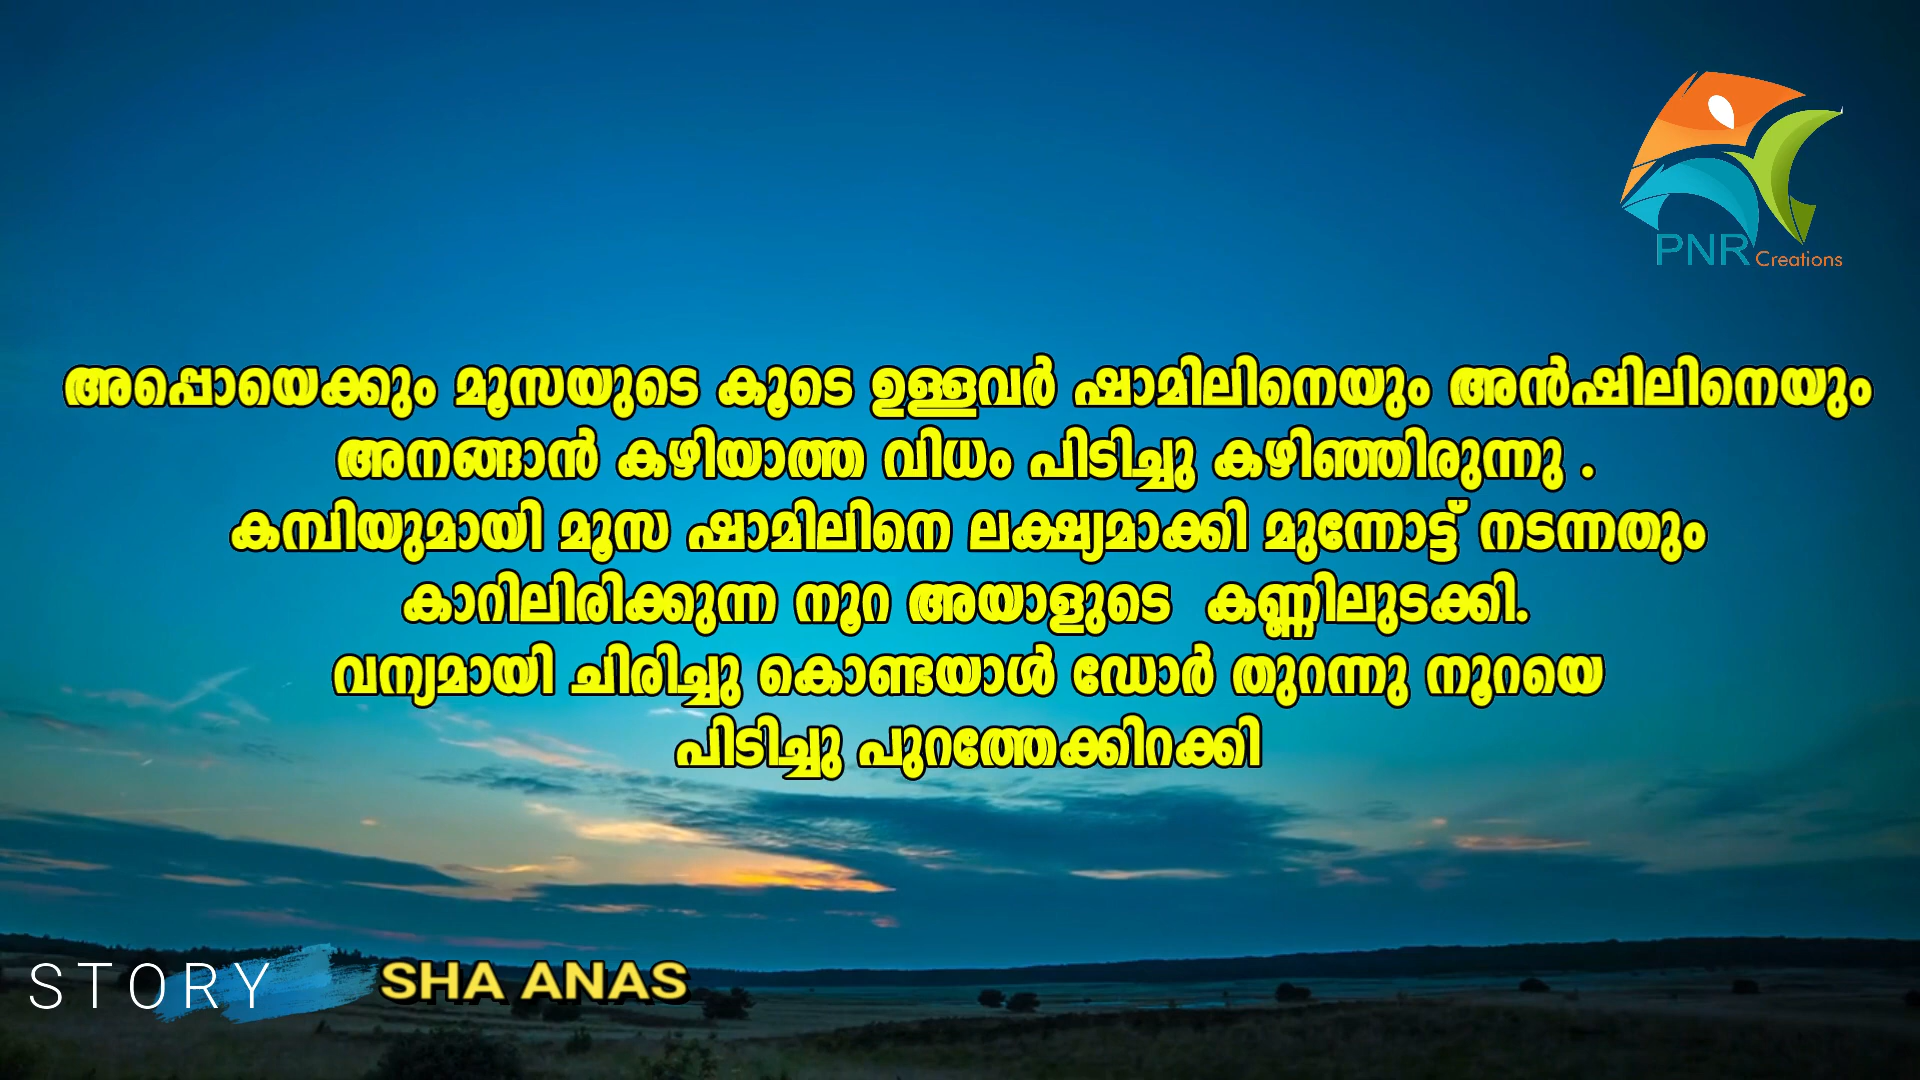 PNR Creations
അപ്പൊയെക്കും മൂസയുടെ കൂടെ ഉള്ളവർ ഷാമിലിനെയും അൻഷിലിനെയും
അനങ്ങാൻ കഴിയാത്ത വിധം പിടിച്ചു കഴിഞ്ഞിരുന്നു .
കമ്പിയുമായി മൂസ ഷാമിലിനെ ലക്ഷ്യമാക്കി മുന്നോട്ട് നടന്നതും
കാറിലിരിക്കുന്ന നൂറ അയാളുടെ കണ്ണിലുടക്കി.
വന്യമായി ചിരിച്ചു കൊണ്ടയാൾ ഡോർ തുറന്നു നൂറയെ
പിടിച്ചു പുറത്തേക്കിറക്കി
STORY SHA ANAS